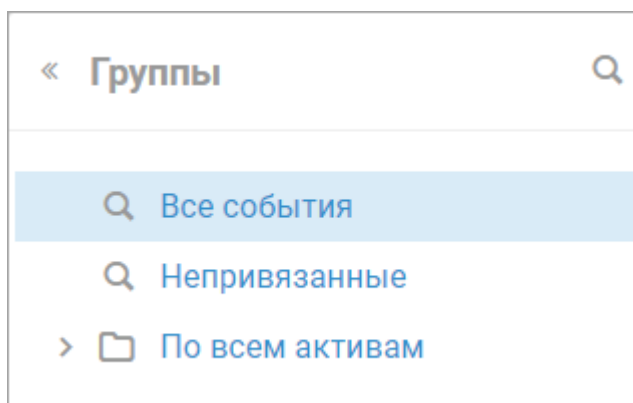 Группы
Все события
Непривязанные
По всем активам